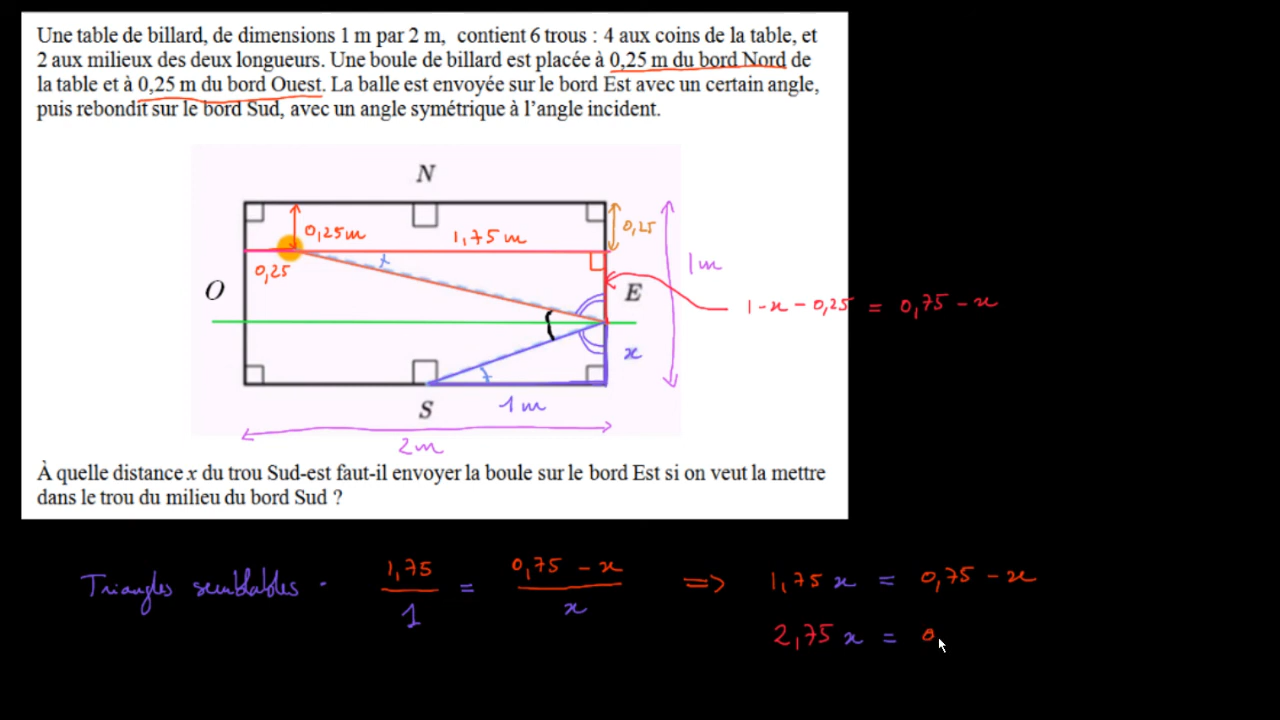 Une table de billard, de dimensions 1 m par 2 m, contient 6 trous : 4 aux coins de la table, et
2 aux milieux des deux longueurs. Une boule de billard est placée à 0,25 m du bord Nord de
la table et à 0,25 m du bord Ouest. La balle est envoyée sur le bord Est avec un certain angle,
puis rebondit sur le bord Sud, avec un angle symétrique à l'angle incident.
N
0,25 m
1,75 m
0,25
0,25
1 m
O
E
1 - x - 0,25 = 0,75 - x
x
S
1 m
2 m
À quelle distance x du trou Sud-est faut-il envoyer la boule sur le bord Est si on veut la mettre
dans le trou du milieu du bord Sud ?
Triangles semblables. 1,75 / 1 = 0,75 - x / x => 1,75 x = 0,75 - x
2,75 x = 0,